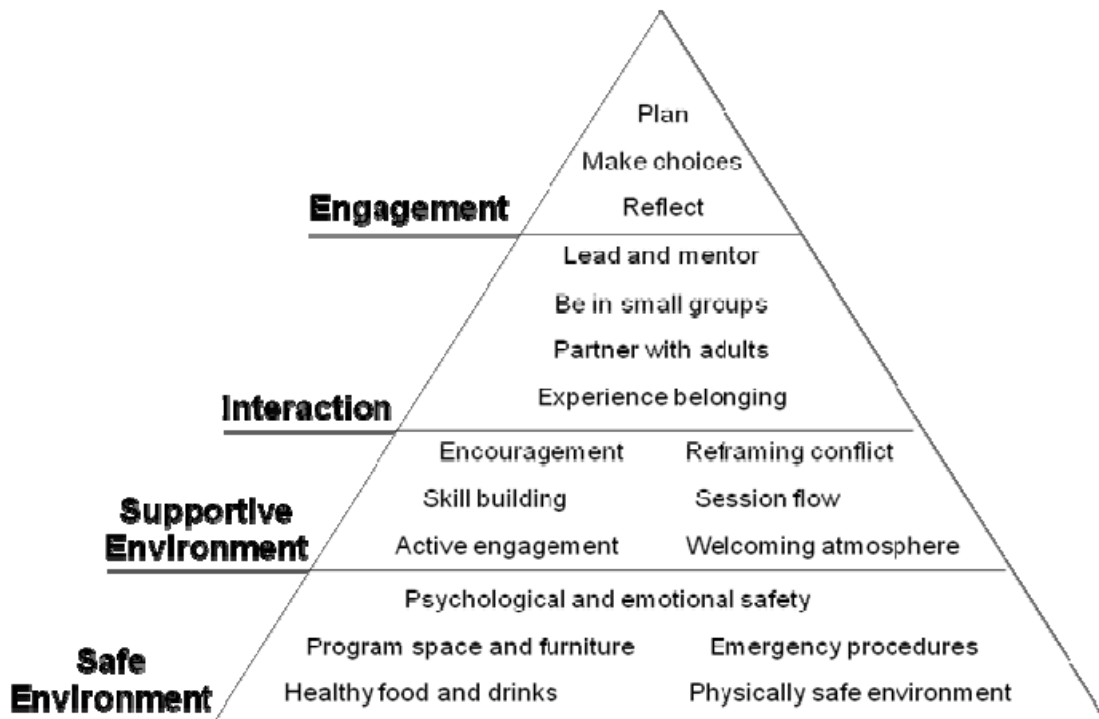 Plan
Make choices
Engagement Reflect
Lead and mentor
Be in small groups
Partner with adults
Interaction Experience belonging
Encouragement Reframing conflict
Supportive Environment
Skill building Session flow
Active engagement Welcoming atmosphere
Psychological and emotional safety
Safe Environment
Program space and furniture Emergency procedures
Healthy food and drinks Physically safe environment